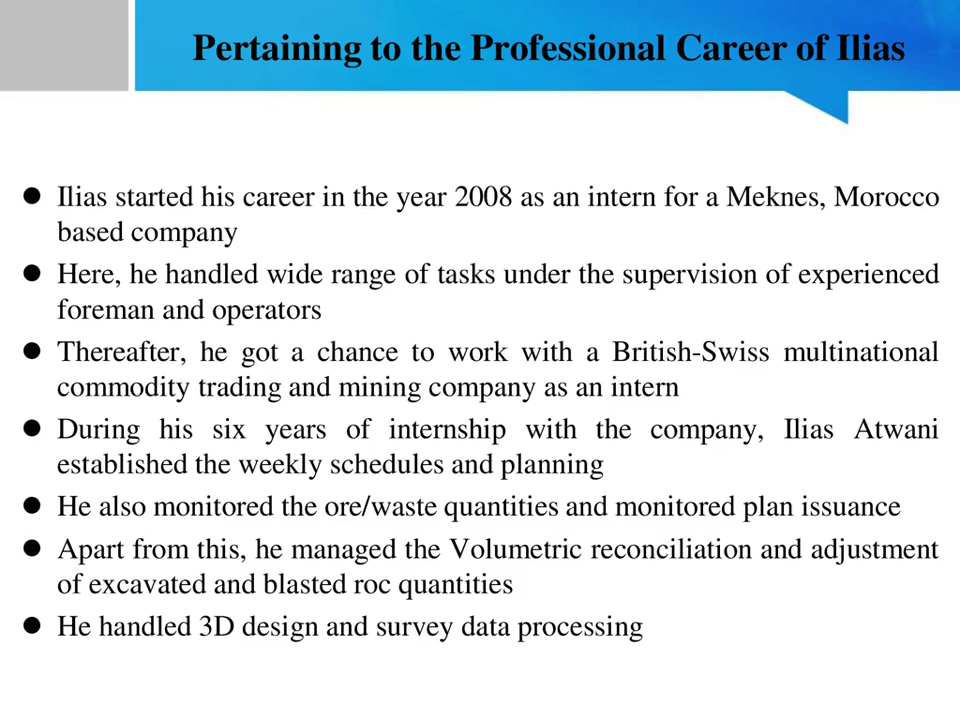 Pertaining to the Professional Career of Ilias
● Ilias started his career in the year 2008 as an intern for a Meknes, Morocco
based company
● Here, he handled wide range of tasks under the supervision of experienced
foreman and operators
● Thereafter, he got a chance to work with a British-Swiss multinational
commodity trading and mining company as an intern
● During his six years of internship with the company, Ilias Atwani
established the weekly schedules and planning
● He also monitored the ore/waste quantities and monitored plan issuance
● Apart from this, he managed the Volumetric reconciliation and adjustment
of excavated and blasted roc quantities
● He handled 3D design and survey data processing